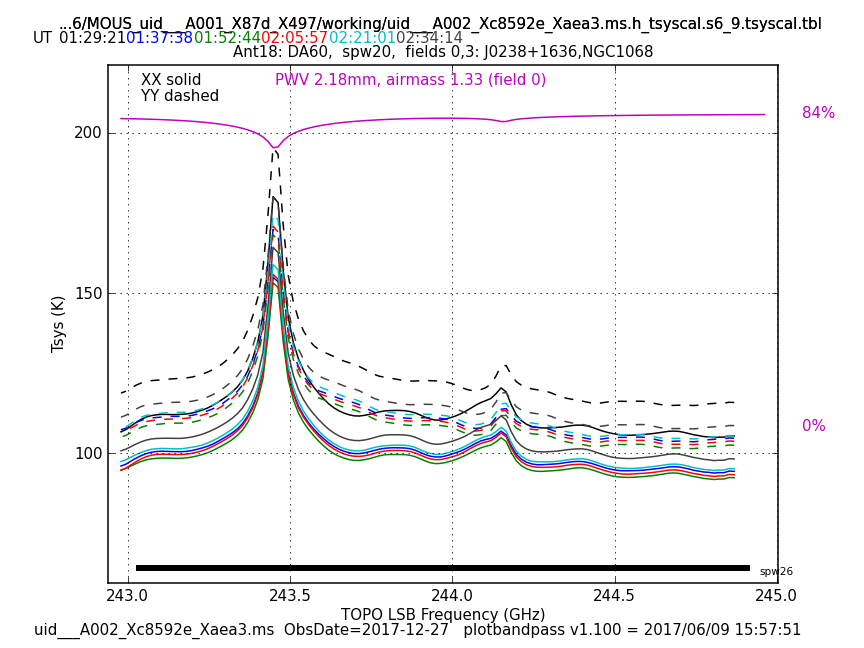 ...6/MOUS_uid___A001_X87d_X497/working/uid___A002_Xc8592e_Xaea3.ms.h_tsyscal.s6_9.tsyscal.tbl
UT 01:29:21 01:37:38 01:52:44 02:05:57 02:21:01 02:34:14
Ant18: DA60, spw20, fields 0,3: J0238+1636,NGC1068
XX solid
PWV 2.18mm, airmass 1.33 (field 0)
YY dashed
84%
200
150
Tsys (K)
0%
100
spw26
243.0 243.5 244.0 244.5 245.0
TOPO LSB Frequency (GHz)
uid___A002_Xc8592e_Xaea3.ms ObsDate=2017-12-27 plotbandpass v1.100 = 2017/06/09 15:57:51